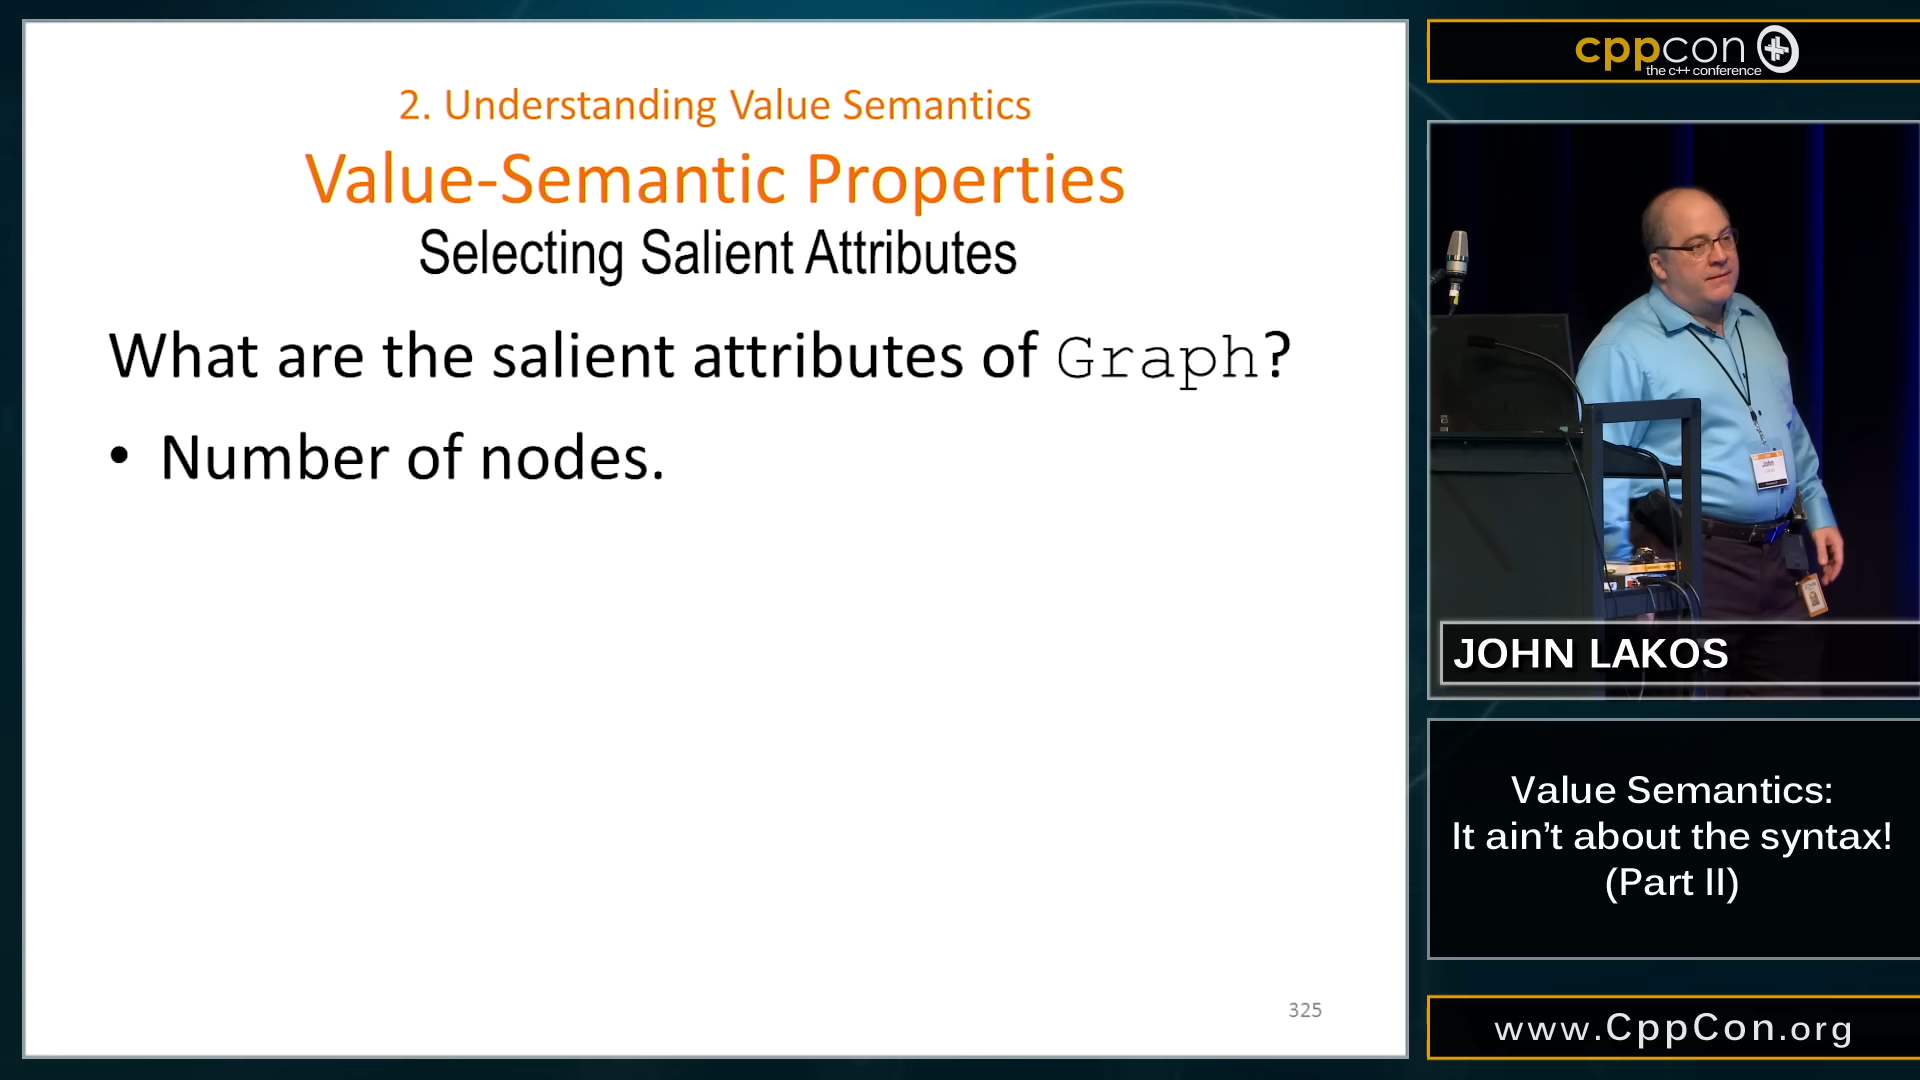 2. Understanding Value Semantics
Value-Semantic Properties
Selecting Salient Attributes
What are the salient attributes of Graph?
• Number of nodes.
325
cppcon
the c++ conference
John
JOHN LAKOS
Value Semantics:
It ain't about the syntax!
(Part II)
www.CppCon.org